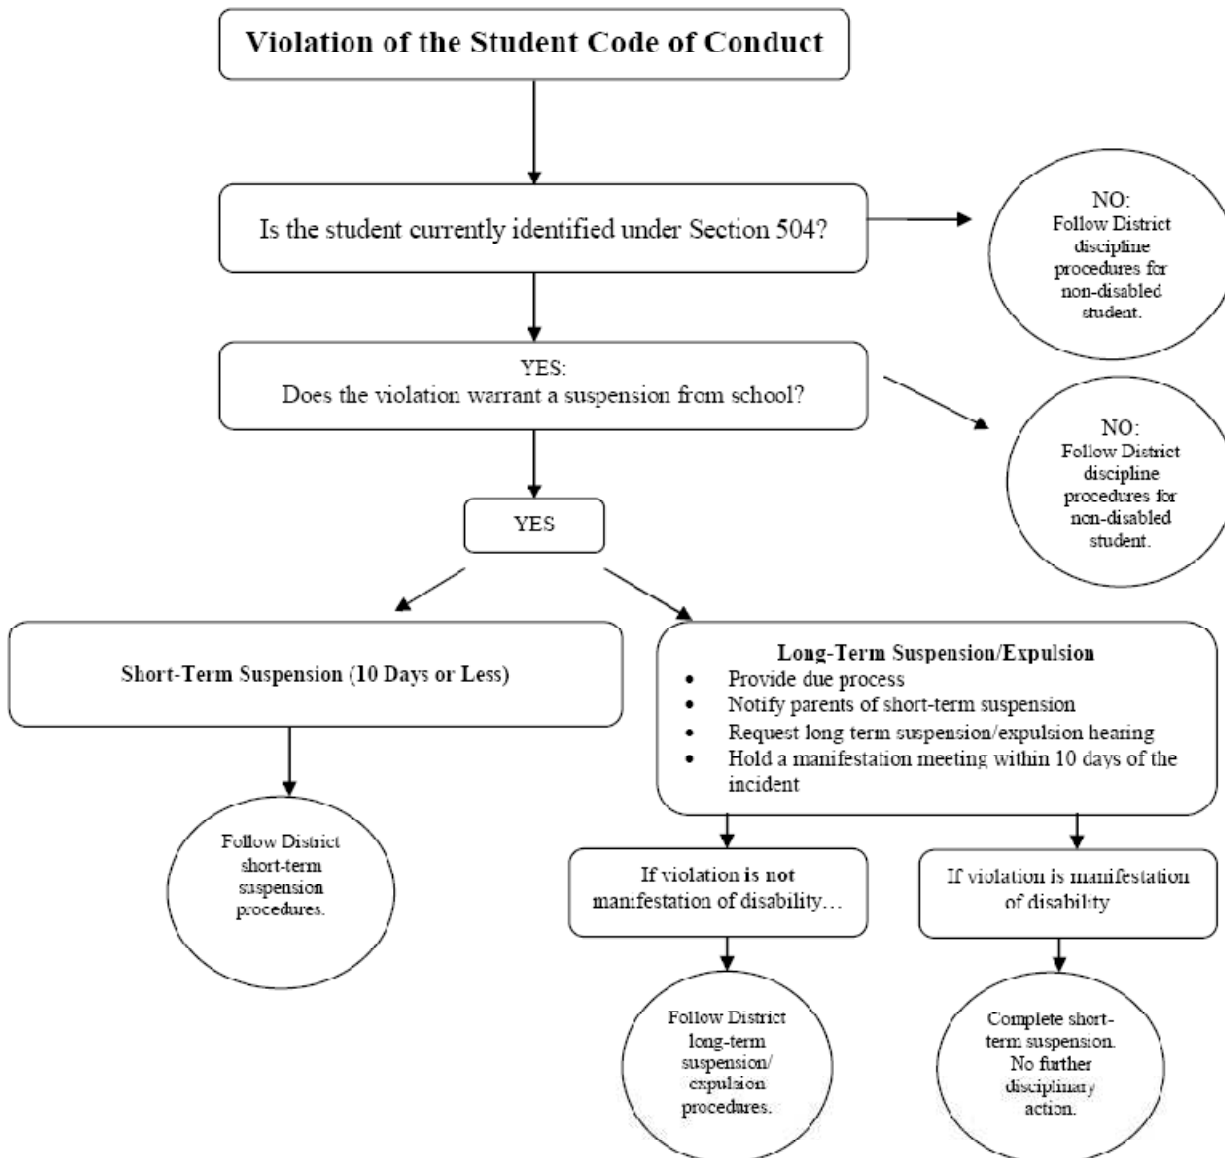 Violation of the Student Code of Conduct
Is the student currently identified under Section 504?
NO:
Follow District
discipline
procedures for
non-disabled
student.
YES:
Does the violation warrant a suspension from school?
NO:
Follow District
discipline
procedures for
non-disabled
student.
YES
Short-Term Suspension (10 Days or Less)
Long-Term Suspension/Expulsion
• Provide due process
• Notify parents of short-term suspension
• Request long term suspension/expulsion hearing
• Hold a manifestation meeting within 10 days of the
incident
Follow District
short-term
suspension
procedures.
If violation is not
manifestation of disability…
If violation is manifestation
of disability
Follow District
long-term
suspension/
expulsion
procedures.
Complete short-
term suspension.
No further
disciplinary
action.